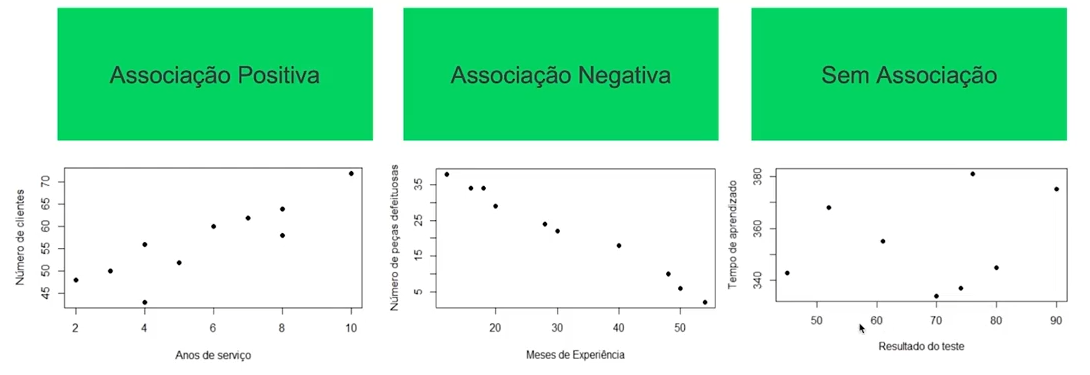 Associação Positiva
Associação Negativa
Sem Associação
Número de clientes
45 50 55 60 65 70
2 4 6 8 10
Anos de serviço
Número de peças defeituosas
5 15 25 35
20 30 40 50
Meses de Experiência
Tempo de aprendizado
340 360 380
50 60 70 80 90
Resultado do teste